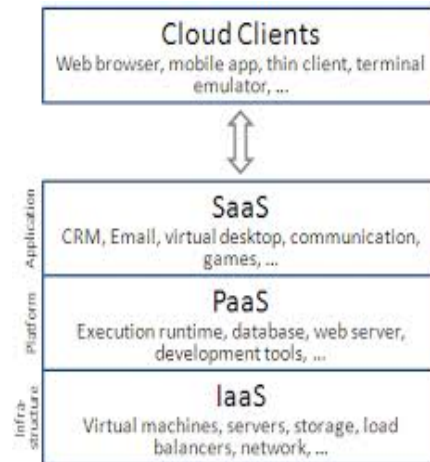 Cloud Clients
Web browser, mobile app, thin client, terminal
emulator, ...
Application
SaaS
CRM, Email, virtual desktop, communication,
games, ...
Platform
PaaS
Execution runtime, database, web server,
development tools, ...
Infra-
structure
IaaS
Virtual machines, servers, storage, load
balancers, network, ...